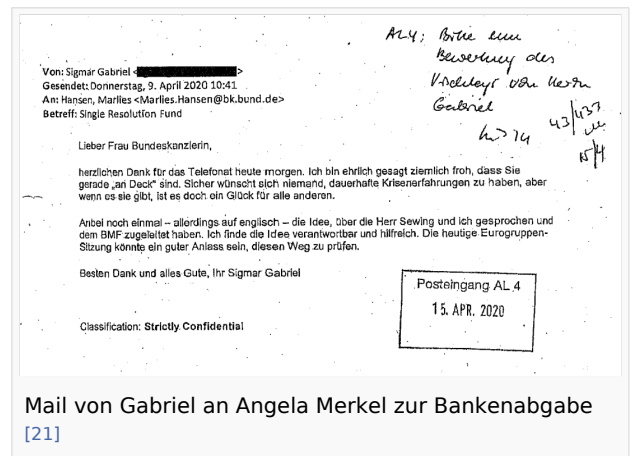 AL4: Bitte um
Bewertung des
Vorschlags von Herrn
Gabriel
43/433
15/4
Von: Sigmar Gabriel < >
Gesendet: Donnerstag, 9. April 2020 10:41
An: Hansen, Marlies <Marlies.Hansen@bk.bund.de>
Betreff: Single Resolution Fund
Lieber Frau Bundeskanzlerin,
herzlichen Dank für das Telefonat heute morgen. Ich bin ehrlich gesagt ziemlich froh, dass Sie
gerade „an Deck“ sind. Sicher wünscht sich niemand, dauerhafte Krisenerfahrungen zu haben, aber
wenn es sie gibt, ist es doch ein Glück für alle anderen.
Anbei noch einmal – allerdings auf englisch – die Idee, über die Herr Sewing und ich gesprochen und
dem BMF zugeleitet haben. Ich finde die Idee verantwortbar und hilfreich. Die heutige Eurogruppen-
Sitzung könnte ein guter Anlass sein, diesen Weg zu prüfen.
Besten Dank und alles Gute, Ihr Sigmar Gabriel
Posteingang AL 4
15. APR. 2020
Classification: Strictly Confidential
Mail von Gabriel an Angela Merkel zur Bankenabgabe
[21]